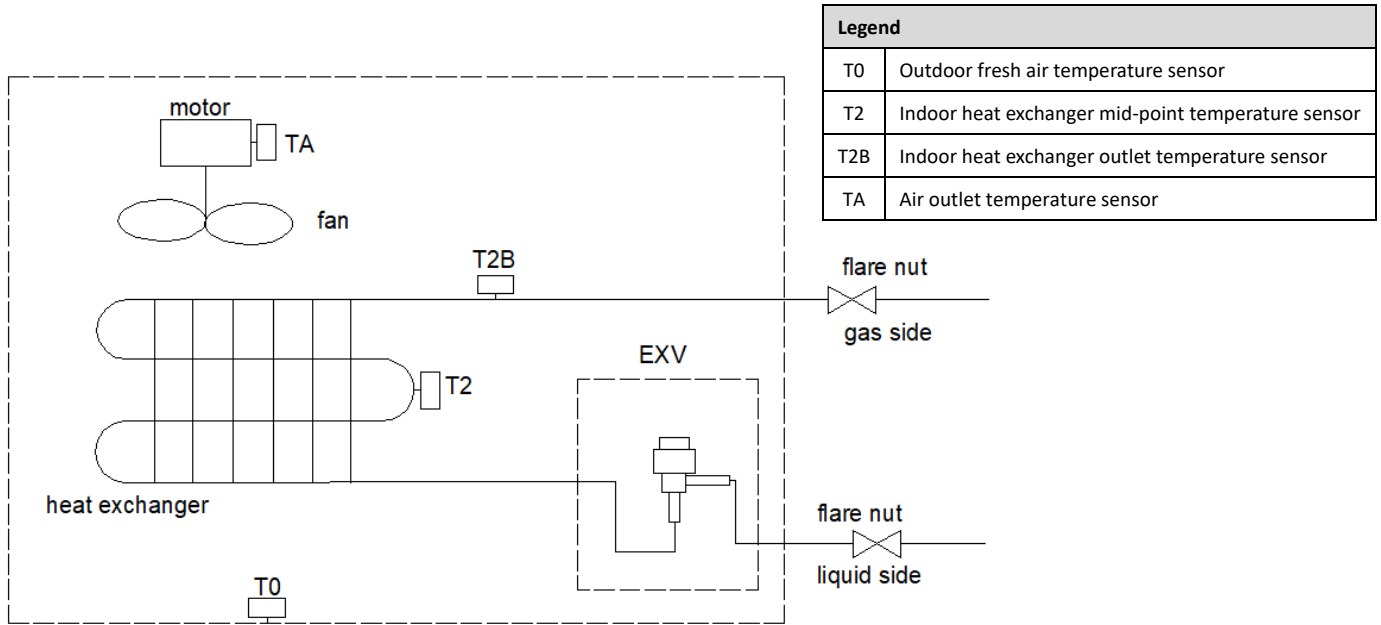 Legend
T0 Outdoor fresh air temperature sensor
T2 Indoor heat exchanger mid-point temperature sensor
T2B Indoor heat exchanger outlet temperature sensor
TA Air outlet temperature sensor
motor
TA
fan
T2B
flare nut
gas side
EXV
T2
heat exchanger
flare nut
liquid side
T0